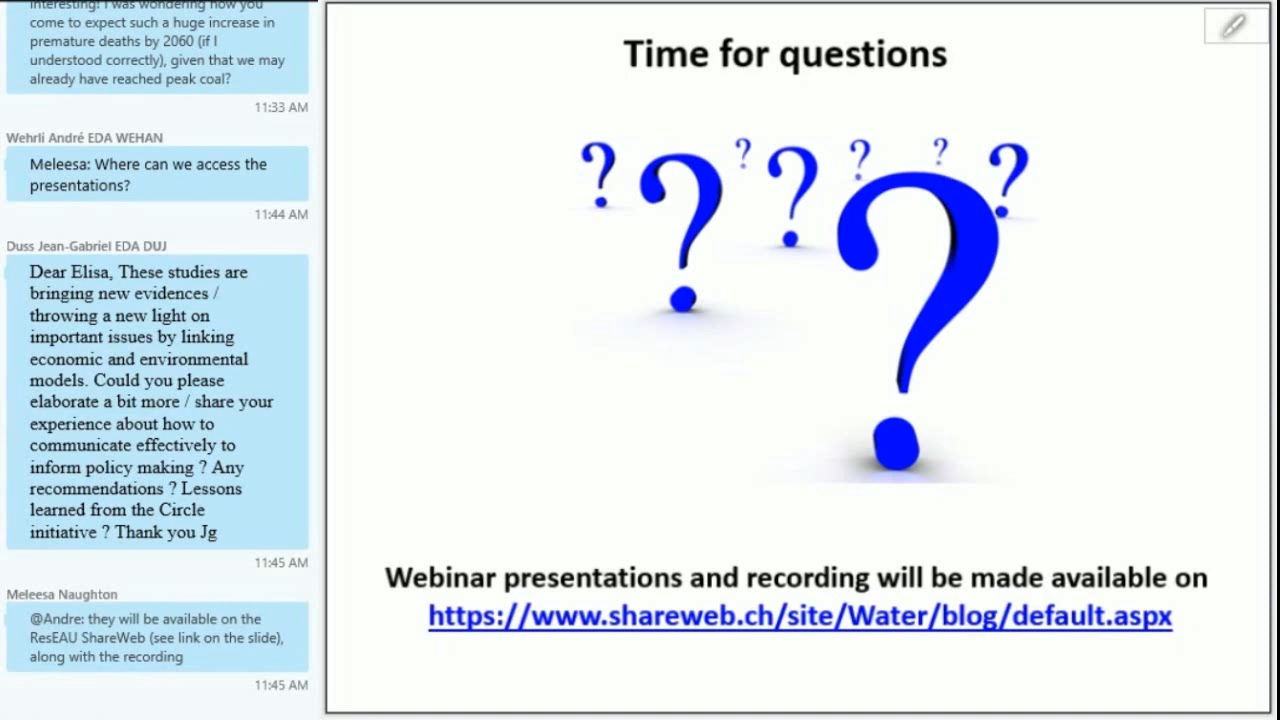 interesting! I was wondering how you
come to expect such a huge increase in
premature deaths by 2060 (if I
understood correctly), given that we may
already have reached peak coal?
11:33 AM
Wehrli André EDA WEHAN
Meleesa: Where can we access the
presentations?
11:44 AM
Duss Jean-Gabriel EDA DUJ
Dear Elisa, These studies are
bringing new evidences /
throwing a new light on
important issues by linking
economic and environmental
models. Could you please
elaborate a bit more / share your
experience about how to
communicate effectively to
inform policy making ? Any
recommendations ? Lessons
learned from the Circle
initiative ? Thank you Jg
11:45 AM
Meleesa Naughton
@Andre: they will be available on the
ResEAU ShareWeb (see link on the slide),
along with the recording
11:45 AM
Time for questions
? ? ? ? ? ? ? ?
Webinar presentations and recording will be made available on
https://www.shareweb.ch/site/Water/blog/default.aspx